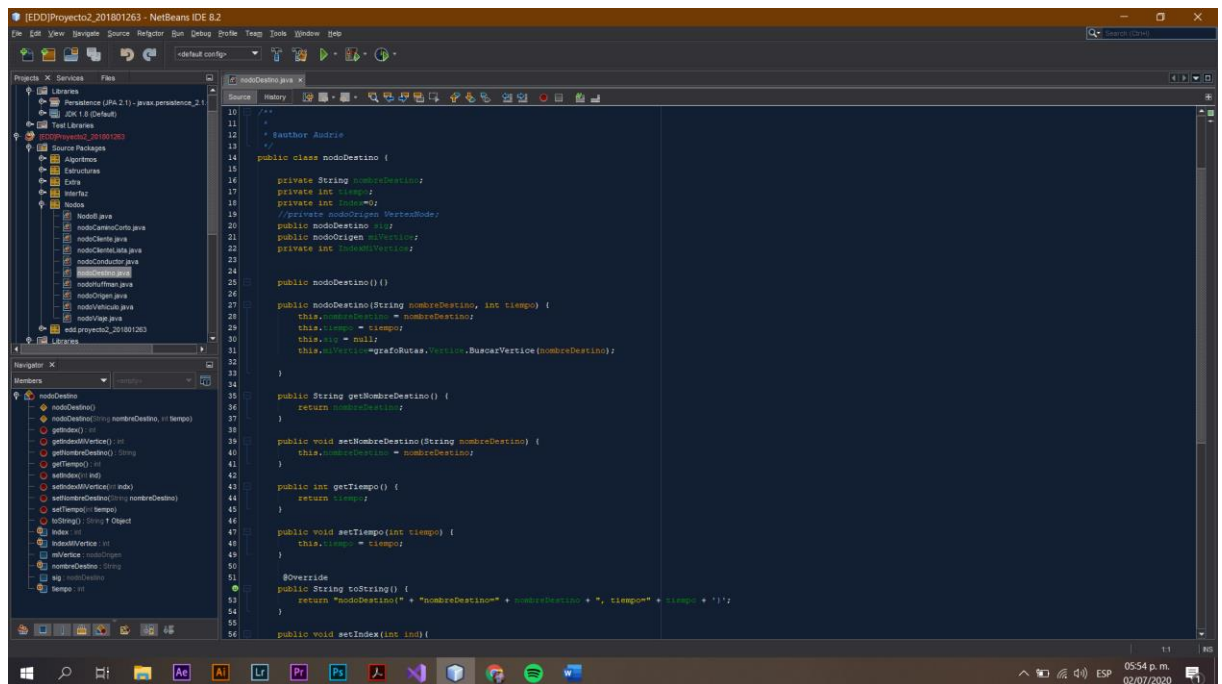 [EDD]Proyecto2_201801263 - NetBeans IDE 8.2
File Edit View Navigate Source Refactor Run Debug Profile Team Tools Window Help
Search (Ctrl+I)
<default config>
Projects Services Files
nodoDestino.java
Libraries
Persistence (JPA 2.1) - javax.persistence_2.1.
JDK 1.8 (Default)
Test Libraries
[EDD]Proyecto2_201801263
Source Packages
Algoritmos
Estructuras
Extra
Interfaz
Nodos
NodoB.java
nodoCaminoCorto.java
nodoCliente.java
nodoClienteLista.java
nodoConductor.java
nodoDestino.java
nodoHuffman.java
nodoOrigen.java
nodoVehiculo.java
nodoViaje.java
edd.proyecto2_201801263
Libraries
Navigator
Members <empty>
nodoDestino
nodoDestino()
nodoDestino(String nombreDestino, int tiempo)
getIndex() : int
getIndexMiVertice() : int
getNombreDestino() : String
getTiempo() : int
setIndex(int ind)
setIndexMiVertice(int indx)
setNombreDestino(String nombreDestino)
setTiempo(int tiempo)
toString() : String ↑ Object
Index : int
IndexMiVertice : int
miVertice : nodoOrigen
nombreDestino : String
sig : nodoDestino
tiempo : int
Source History
10 /**
11 *
12 * @author Audrie
13 */
14 public class nodoDestino {
15
16 private String nombreDestino;
17 private int tiempo;
18 private int Index=0;
19 //private nodoOrigen VertexNode;
20 public nodoDestino sig;
21 public nodoOrigen miVertice;
22 private int IndexMiVertice;
23
24
25 public nodoDestino(){}
26
27 public nodoDestino(String nombreDestino, int tiempo) {
28 this.nombreDestino = nombreDestino;
29 this.tiempo = tiempo;
30 this.sig = null;
31 this.miVertice=grafoRutas.Vertice.BuscarVertice(nombreDestino);
32
33 }
34
35 public String getNombreDestino() {
36 return nombreDestino;
37 }
38
39 public void setNombreDestino(String nombreDestino) {
40 this.nombreDestino = nombreDestino;
41 }
42
43 public int getTiempo() {
44 return tiempo;
45 }
46
47 public void setTiempo(int tiempo) {
48 this.tiempo = tiempo;
49 }
50
51 @Override
public String toString() {
53 return "nodoDestino{" + "nombreDestino=" + nombreDestino + ", tiempo=" + tiempo + '}';
54 }
55
56 public void setIndex(int ind){
1:1 INS
Ae Ai Lr Pr Ps
ESP
05:54 p. m.
02/07/2020